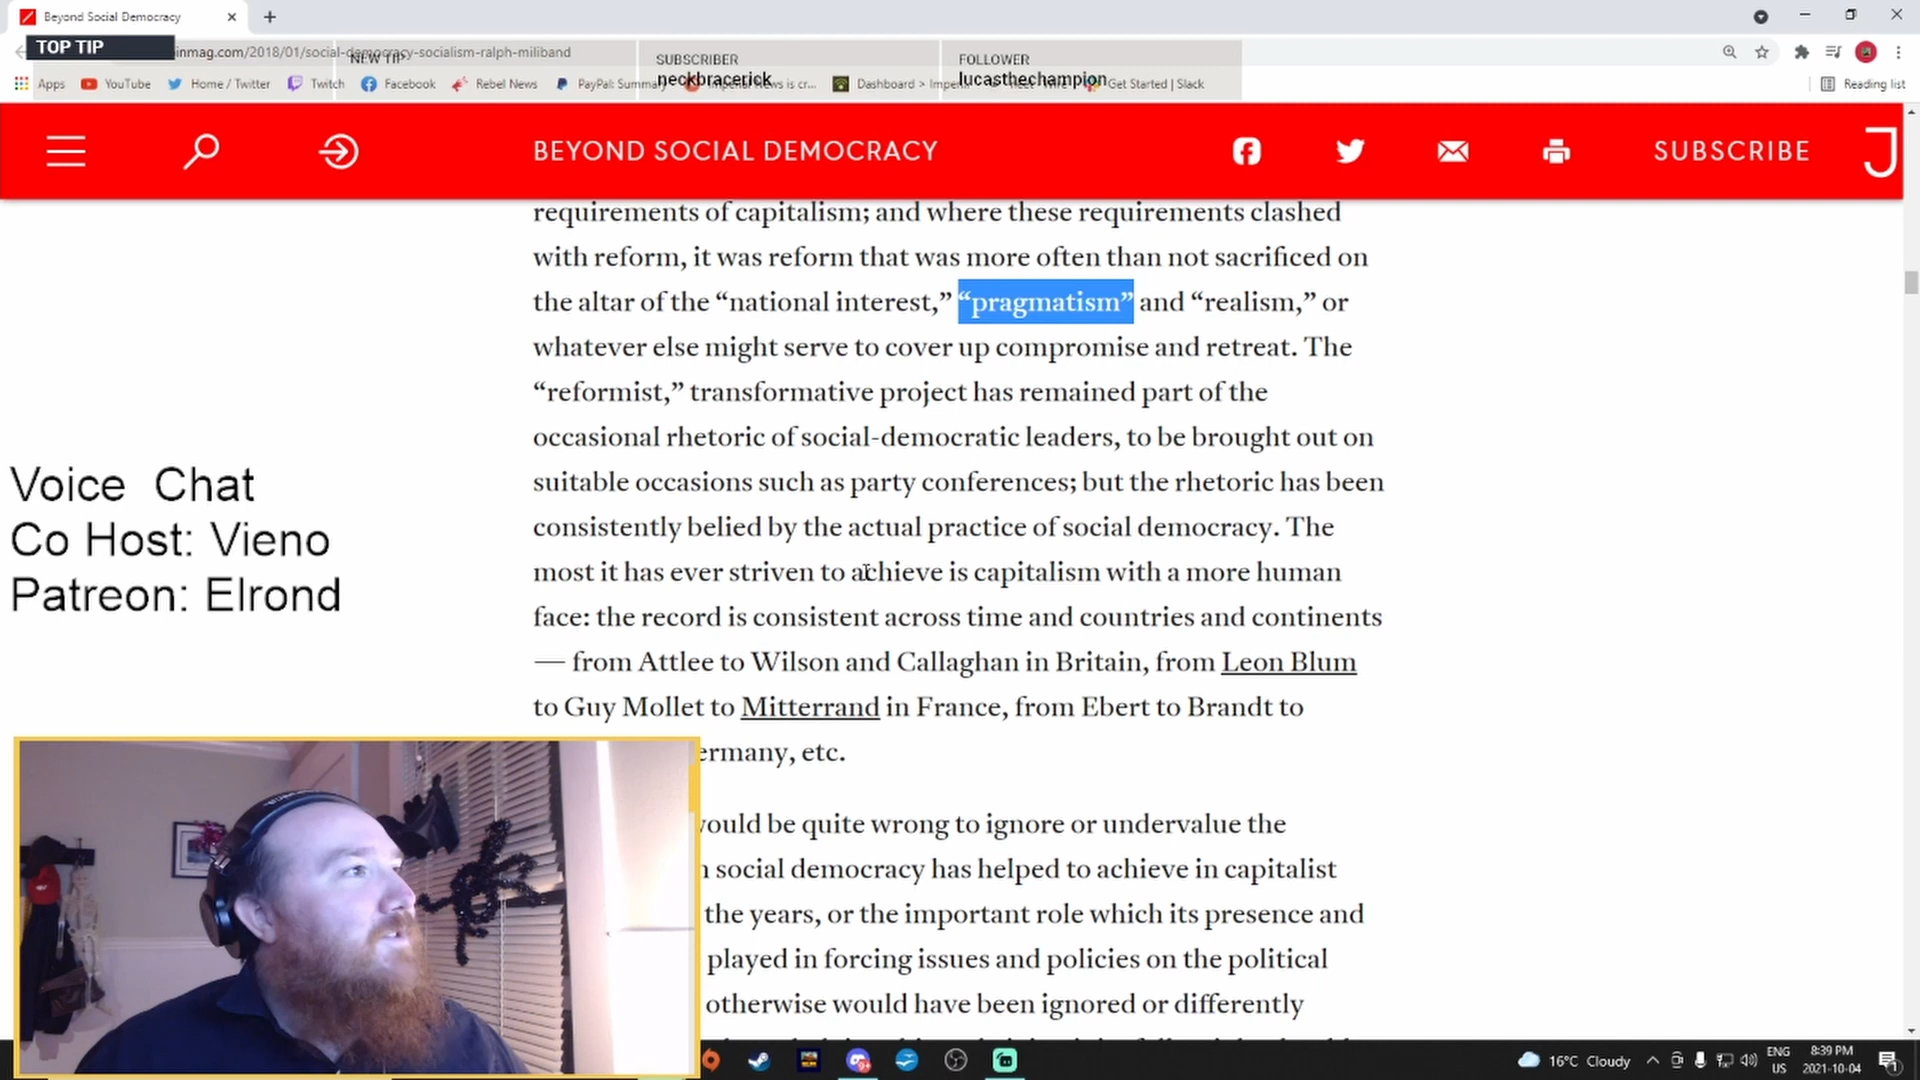 Beyond Social Democracy
TOP TIP
inmag.com/2018/01/social-democracy-socialism-ralph-miliband
NEW TIP
SUBSCRIBER
neckbracerick
FOLLOWER
lucasthechampion
Apps YouTube Home / Twitter Twitch Facebook Rebel News PayPal: Summary Imperial News is cr... Dashboard > Imper... Get Started | Slack Reading list
BEYOND SOCIAL DEMOCRACY SUBSCRIBE J
requirements of capitalism; and where these requirements clashed
with reform, it was reform that was more often than not sacrificed on
the altar of the “national interest,” “pragmatism” and “realism,” or
whatever else might serve to cover up compromise and retreat. The
“reformist,” transformative project has remained part of the
occasional rhetoric of social-democratic leaders, to be brought out on
suitable occasions such as party conferences; but the rhetoric has been
consistently belied by the actual practice of social democracy. The
most it has ever striven to achieve is capitalism with a more human
face: the record is consistent across time and countries and continents
— from Attlee to Wilson and Callaghan in Britain, from Leon Blum
to Guy Mollet to Mitterrand in France, from Ebert to Brandt to
ermany, etc.
would be quite wrong to ignore or undervalue the
social democracy has helped to achieve in capitalist
the years, or the important role which its presence and
played in forcing issues and policies on the political
otherwise would have been ignored or differently
Voice Chat
Co Host: Vieno
Patreon: Elrond
16°C Cloudy
ENG
US
8:39 PM
2021-10-04